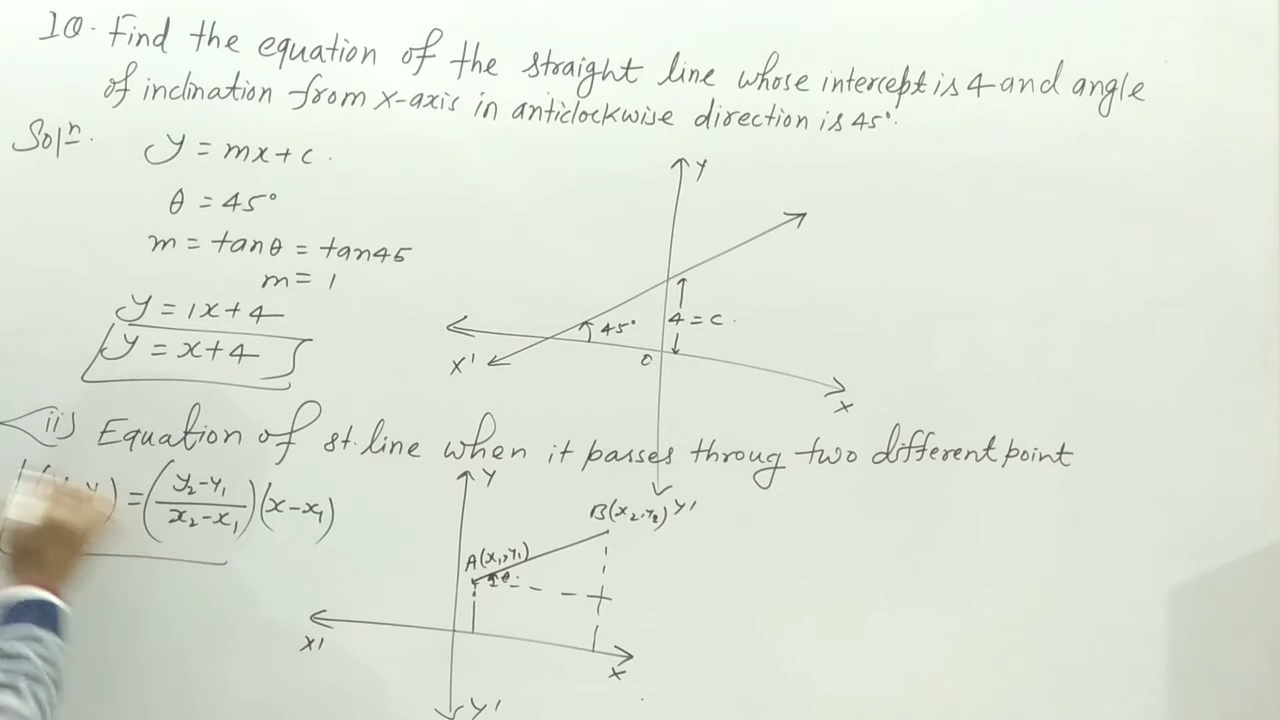 10. Find the equation of the straight line whose intercept is 4 and angle
of inclination from x-axis in anticlockwise direction is 45°.
Solⁿ. y = mx + c.
θ = 45°
m = tanθ = tan45
m = 1
y = 1x + 4
y = x + 4
Y
45°
4 = C.
X'
O
X
Y'
ii) Equation of st. line when it passes throug two different point
) = (y₂-y₁/x₂-x₁)(x-x₁)
Y
B(x₂,y₂)
A(x₁,y₁)
θ
X'
X
Y'